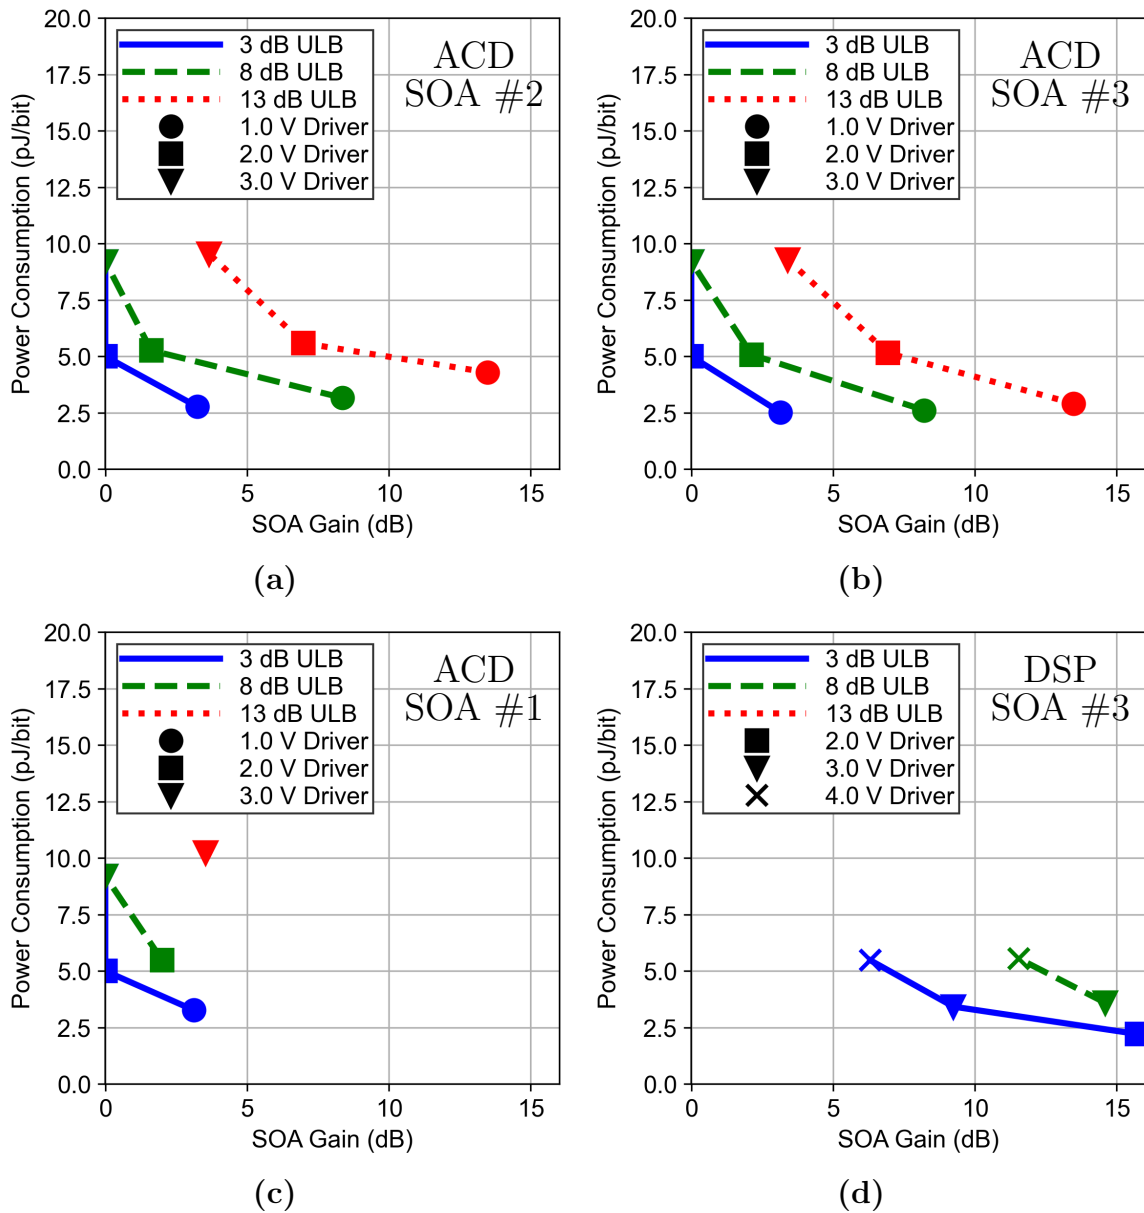 20.0
17.5
15.0
12.5
10.0
7.5
5.0
2.5
0.0
Power Consumption (pJ/bit)
3 dB ULB
8 dB ULB
13 dB ULB
1.0 V Driver
2.0 V Driver
3.0 V Driver
ACD
SOA #2
0 5 10 15
SOA Gain (dB)
(a)
20.0
17.5
15.0
12.5
10.0
7.5
5.0
2.5
0.0
Power Consumption (pJ/bit)
3 dB ULB
8 dB ULB
13 dB ULB
1.0 V Driver
2.0 V Driver
3.0 V Driver
ACD
SOA #3
0 5 10 15
SOA Gain (dB)
(b)
20.0
17.5
15.0
12.5
10.0
7.5
5.0
2.5
0.0
Power Consumption (pJ/bit)
3 dB ULB
8 dB ULB
13 dB ULB
1.0 V Driver
2.0 V Driver
3.0 V Driver
ACD
SOA #1
0 5 10 15
SOA Gain (dB)
(c)
20.0
17.5
15.0
12.5
10.0
7.5
5.0
2.5
0.0
Power Consumption (pJ/bit)
3 dB ULB
8 dB ULB
13 dB ULB
2.0 V Driver
3.0 V Driver
4.0 V Driver
DSP
SOA #3
0 5 10 15
SOA Gain (dB)
(d)